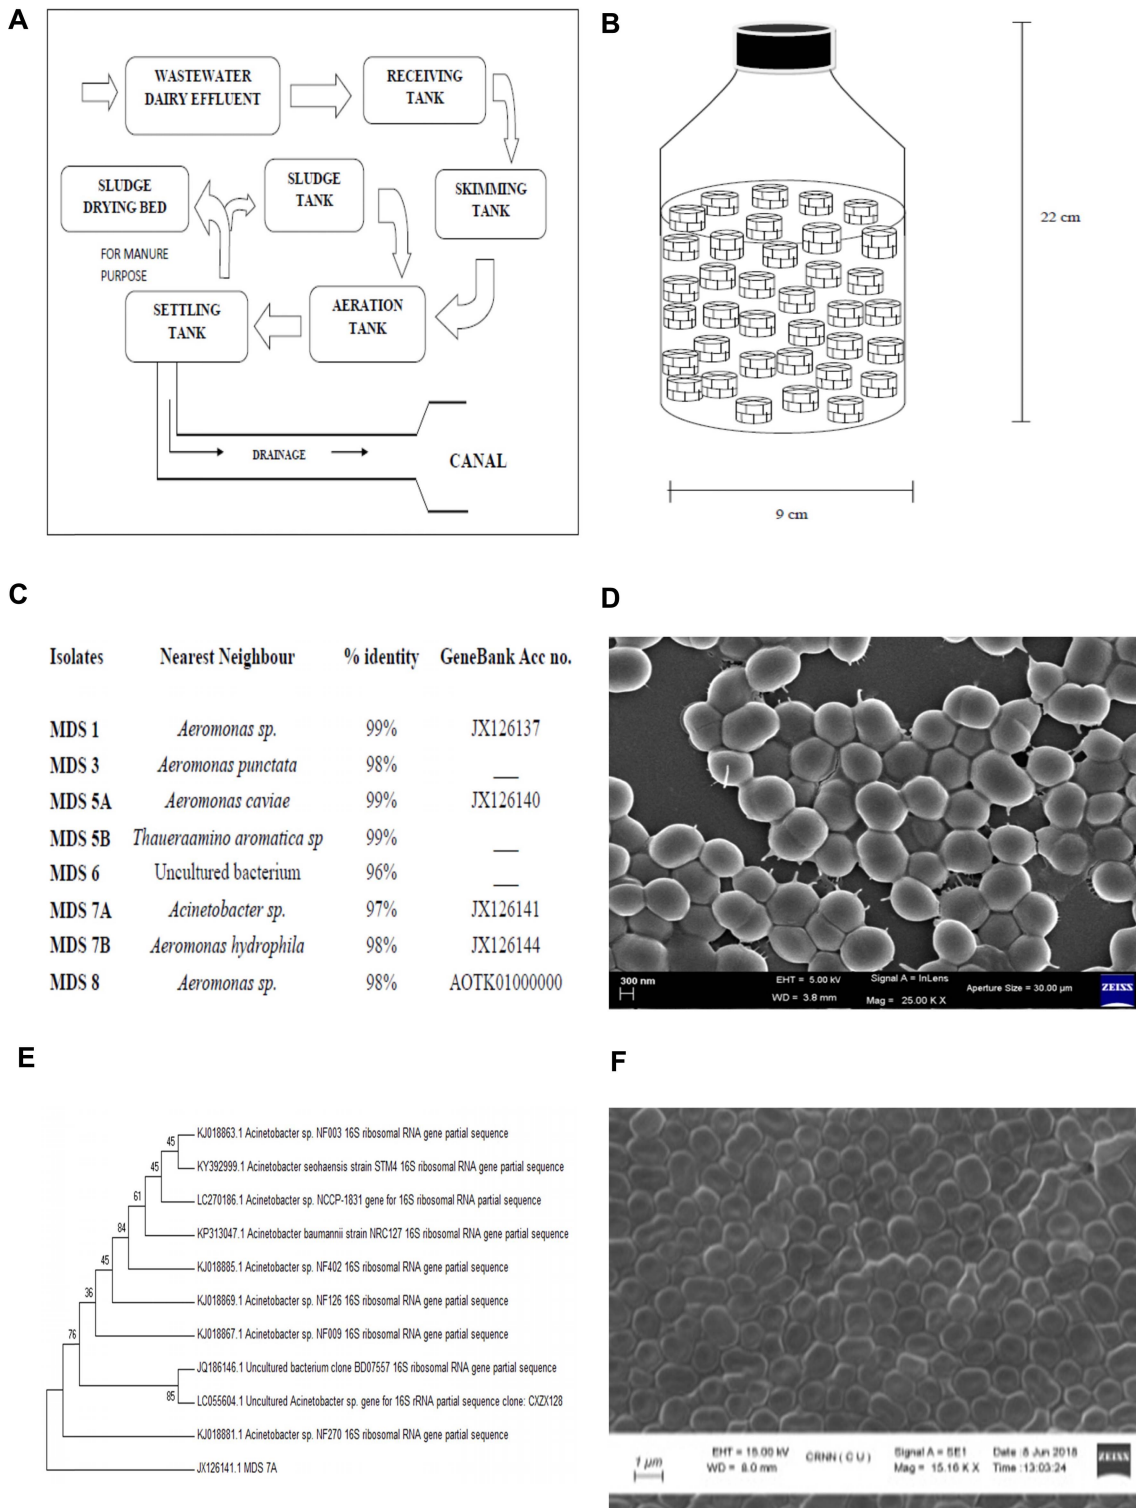 A
WASTEWATER
DAIRY EFFLUENT
RECEIVING
TANK
SLUDGE
DRYING BED
SLUDGE
TANK
SKIMMING
TANK
FOR MANURE
PURPOSE
SETTLING
TANK
AERATION
TANK
DRAINAGE
CANAL
B
22 cm
9 cm
C
Isolates Nearest Neighbour % identity GeneBank Acc no.
MDS 1 Aeromonas sp. 99% JX126137
MDS 3 Aeromonas punctata 98% __
MDS 5A Aeromonas caviae 99% JX126140
MDS 5B Thaueraamino aromatica sp 99% __
MDS 6 Uncultured bacterium 96% __
MDS 7A Acinetobacter sp. 97% JX126141
MDS 7B Aeromonas hydrophila 98% JX126144
MDS 8 Aeromonas sp. 98% AOTK01000000
D
300 nm
EHT = 5.00 kV
WD = 3.8 mm
Signal A = InLens
Mag = 25.00 K X
Aperture Size = 30.00 µm
ZEISS
E
45 KJ018863.1 Acinetobacter sp. NF003 16S ribosomal RNA gene partial sequence
45 KY392999.1 Acinetobacter seohaensis strain STM4 16S ribosomal RNA gene partial sequence
61 LC270186.1 Acinetobacter sp. NCCP-1831 gene for 16S ribosomal RNA partial sequence
84 KP313047.1 Acinetobacter baumannii strain NRC127 16S ribosomal RNA gene partial sequence
45 KJ018885.1 Acinetobacter sp. NF402 16S ribosomal RNA gene partial sequence
36 KJ018869.1 Acinetobacter sp. NF126 16S ribosomal RNA gene partial sequence
76 KJ018867.1 Acinetobacter sp. NF009 16S ribosomal RNA gene partial sequence
JQ186146.1 Uncultured bacterium clone BD07557 16S ribosomal RNA gene partial sequence
85 LC055604.1 Uncultured Acinetobacter sp. gene for 16S rRNA partial sequence clone: CXZX128
KJ018881.1 Acinetobacter sp. NF270 16S ribosomal RNA gene partial sequence
JX126141.1 MDS 7A
F
1 µm
EHT = 15.00 kV
WD = 8.0 mm
CRNN ( C U )
Signal A = SE1
Mag = 15.16 K X
Date :8 Jun 2018
Time :13:03:24
ZEISS